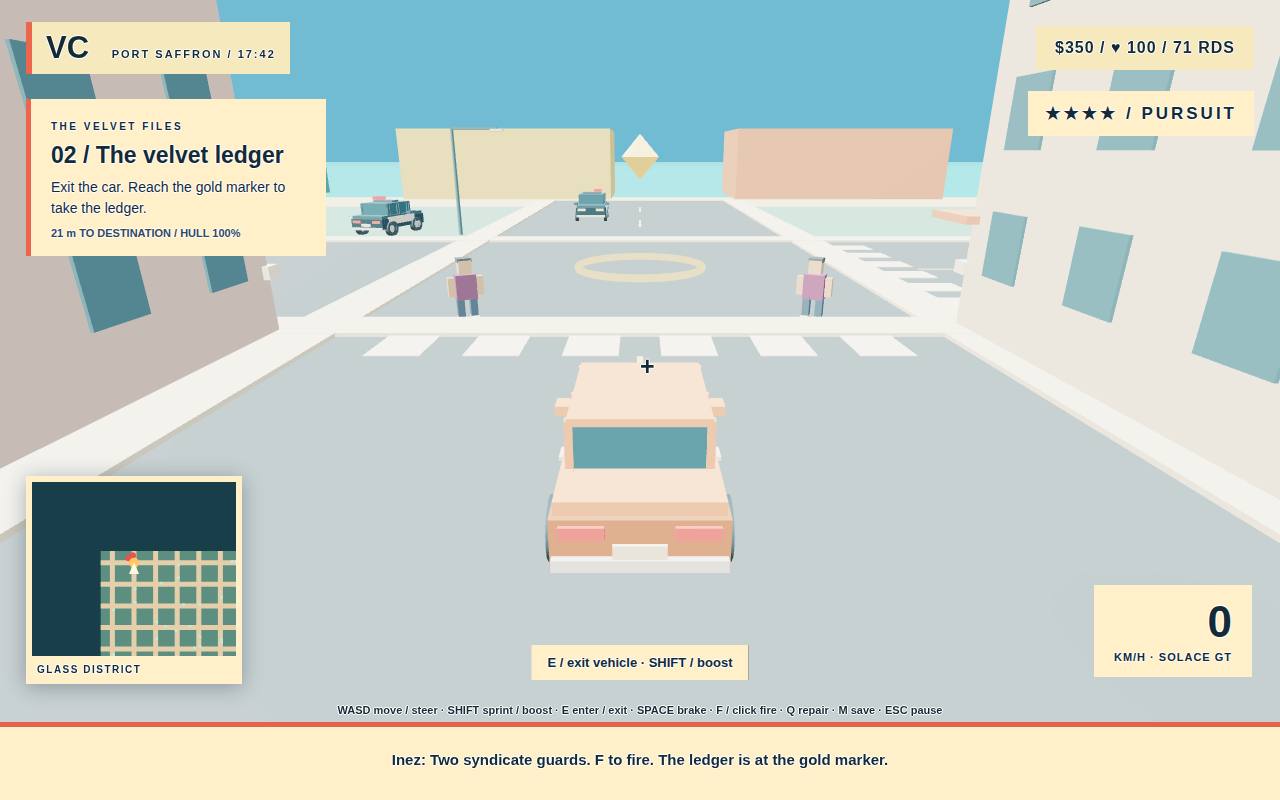 VC PORT SAFFRON / 17:42
$350 / ♥ 100 / 71 RDS
★★★★ / PURSUIT
THE VELVET FILES
02 / The velvet ledger
Exit the car. Reach the gold marker to
take the ledger.
21 m TO DESTINATION / HULL 100%
GLASS DISTRICT
0
KM/H · SOLACE GT
E / exit vehicle · SHIFT / boost
WASD move / steer · SHIFT sprint / boost · E enter / exit · SPACE brake · F / click fire · Q repair · M save · ESC pause
Inez: Two syndicate guards. F to fire. The ledger is at the gold marker.